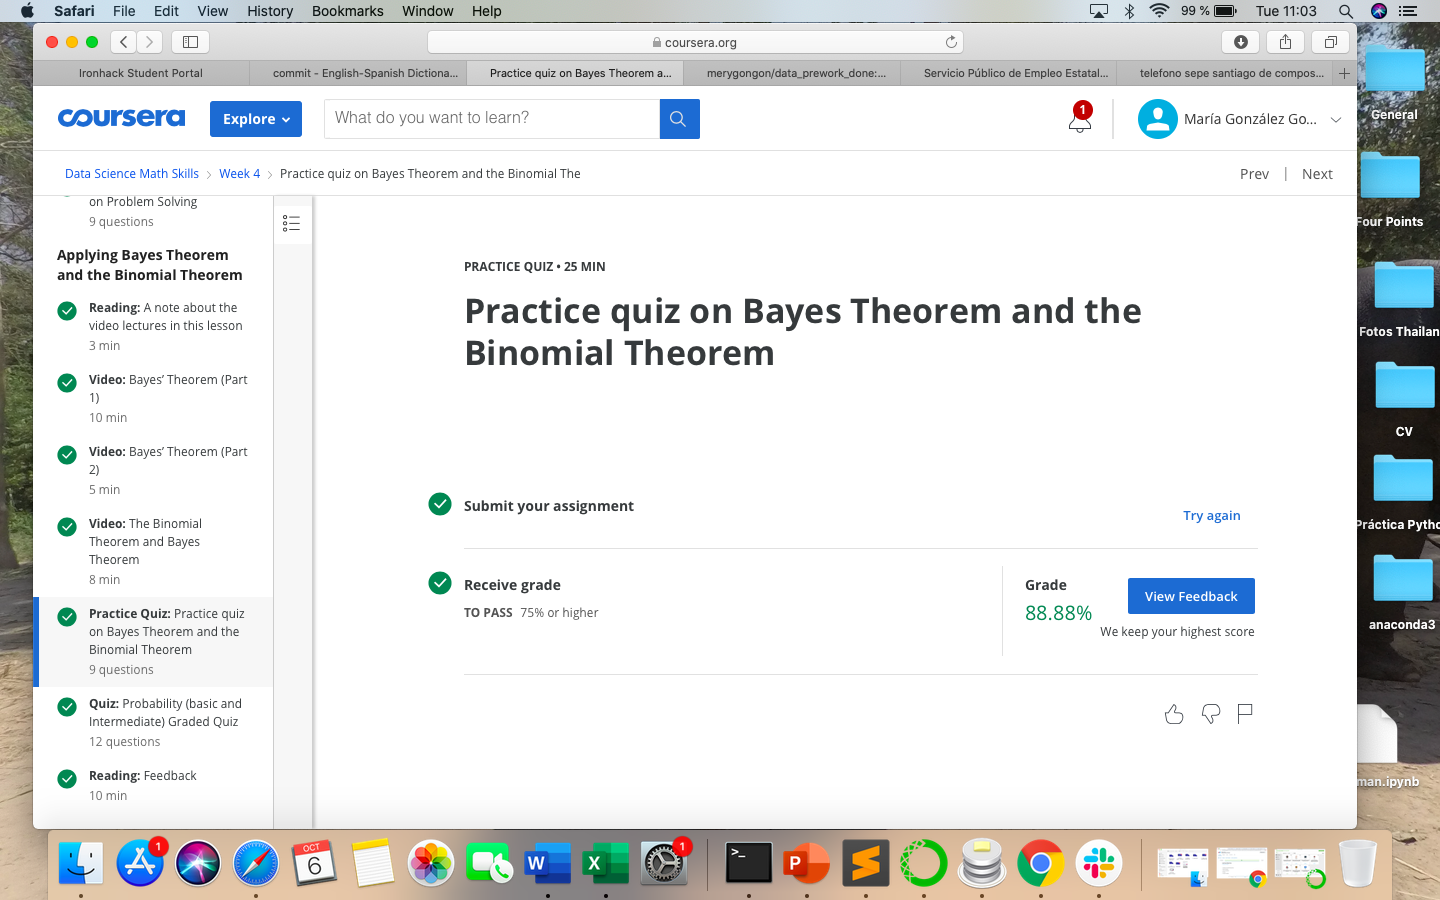 Safari File Edit View History Bookmarks Window Help 99 % Tue 11:03
coursera.org
Ironhack Student Portal
commit - English-Spanish Dictiona...
Practice quiz on Bayes Theorem a...
merygongon/data_prework_done:...
Servicio Público de Empleo Estatal...
telefono sepe santiago de compos...
coursera
Explore
What do you want to learn?
1
María González Go...
Data Science Math Skills
Week 4
Practice quiz on Bayes Theorem and the Binomial The
Prev | Next
on Problem Solving
9 questions
Applying Bayes Theorem
and the Binomial Theorem
Reading: A note about the
video lectures in this lesson
3 min
Video: Bayes’ Theorem (Part
1)
10 min
Video: Bayes’ Theorem (Part
2)
5 min
Video: The Binomial
Theorem and Bayes
Theorem
8 min
Practice Quiz: Practice quiz
on Bayes Theorem and the
Binomial Theorem
9 questions
Quiz: Probability (basic and
Intermediate) Graded Quiz
12 questions
Reading: Feedback
10 min
PRACTICE QUIZ • 25 MIN
Practice quiz on Bayes Theorem and the
Binomial Theorem
Submit your assignment
Try again
Receive grade
TO PASS 75% or higher
Grade
88.88%
View Feedback
We keep your highest score
General
Four Points
Fotos Thailan
CV
Práctica Pytho
anaconda3
man.ipynb
1
OCT
6
W
X
1
>_
P